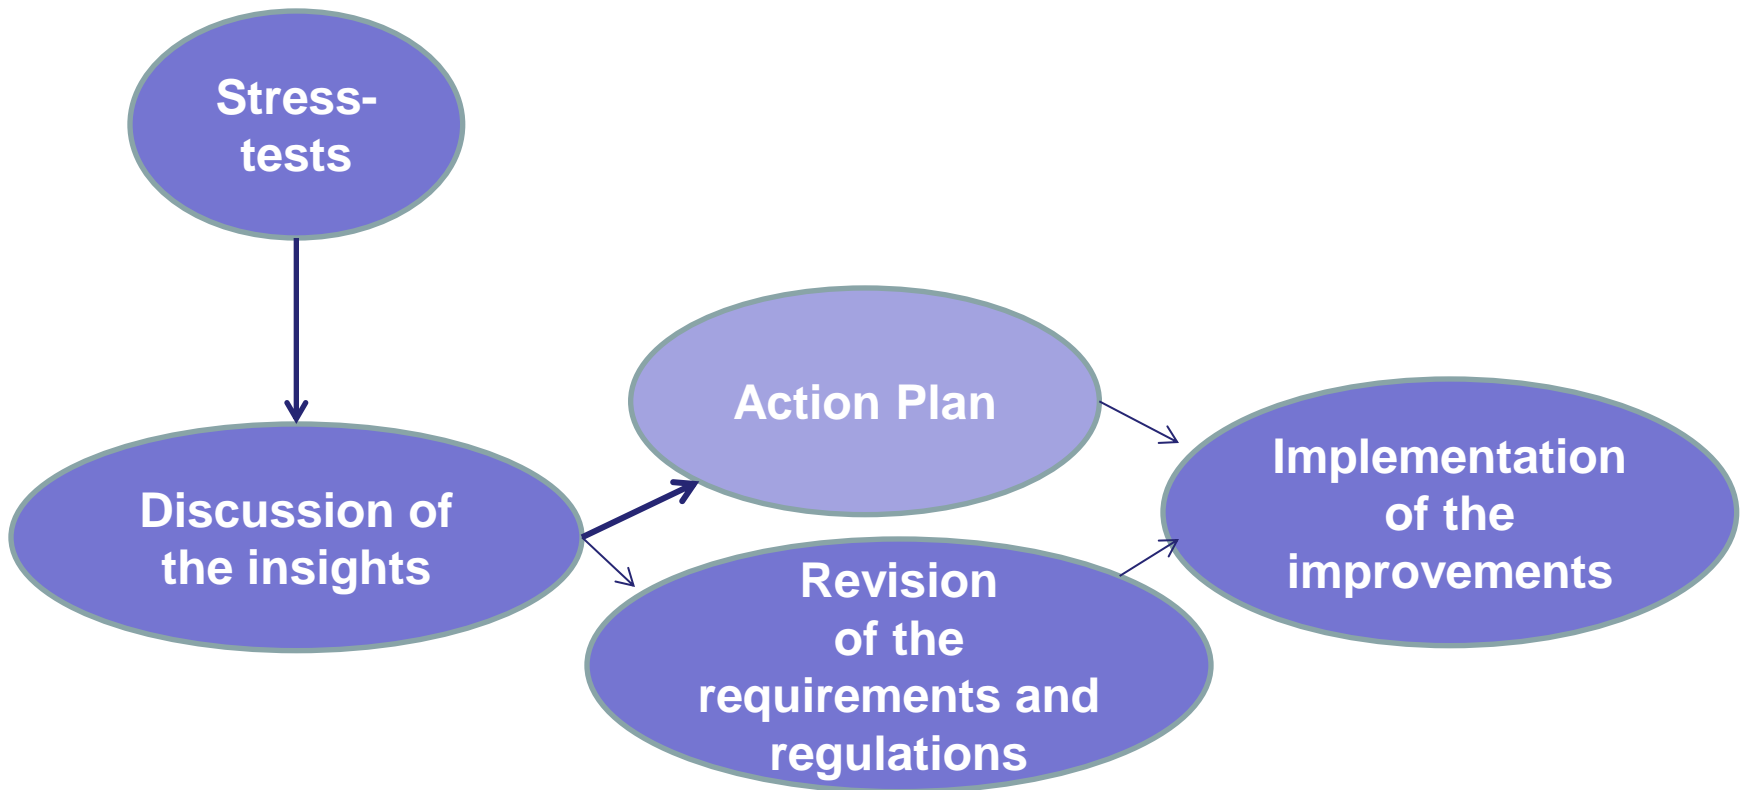 Stress-
tests
Action Plan
Discussion of
the insights
Implementation
of the
improvements
Revision
of the
requirements and
regulations